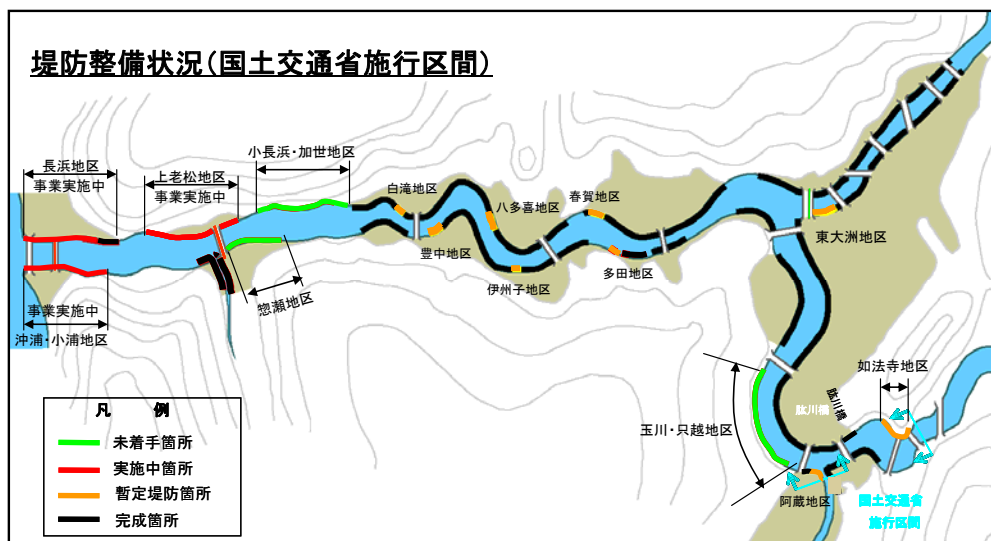 堤防整備状況(国土交通省施行区間)
長浜地区
事業実施中
上老松地区
事業実施中
小長浜・加世地区
白滝地区
八多喜地区
春賀地区
東大洲地区
豊中地区
伊州子地区
多田地区
惣瀬地区
事業実施中
沖浦・小浦地区
如法寺地区
肱川橋
肱川橋
玉川・只越地区
阿蔵地区
国土交通省
施行区間
凡 例
未着手箇所
実施中箇所
暫定堤防箇所
完成箇所